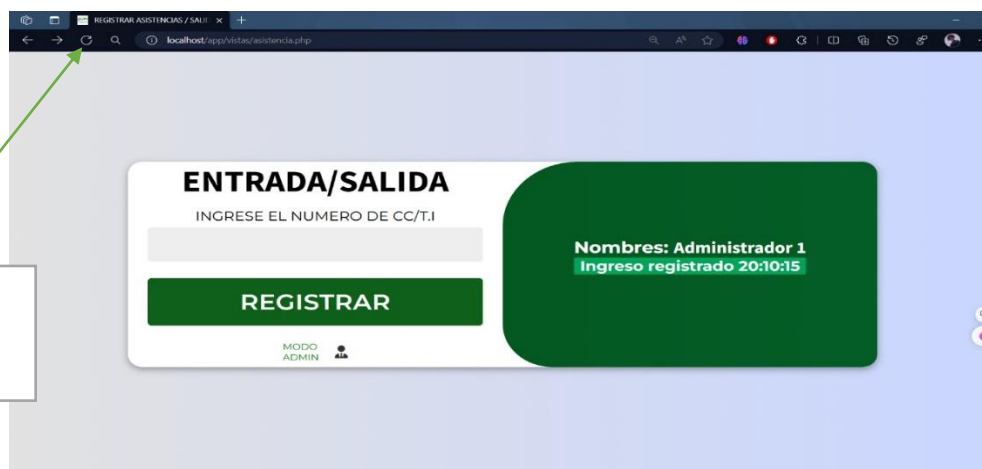 REGISTRAR ASISTENCIAS / SALID
localhost/app/vistas/asistencia.php
ENTRADA/SALIDA
INGRESE EL NUMERO DE CC/T.I
REGISTRAR
MODO
ADMIN
Nombres: Administrador 1
Ingreso registrado 20:10:15